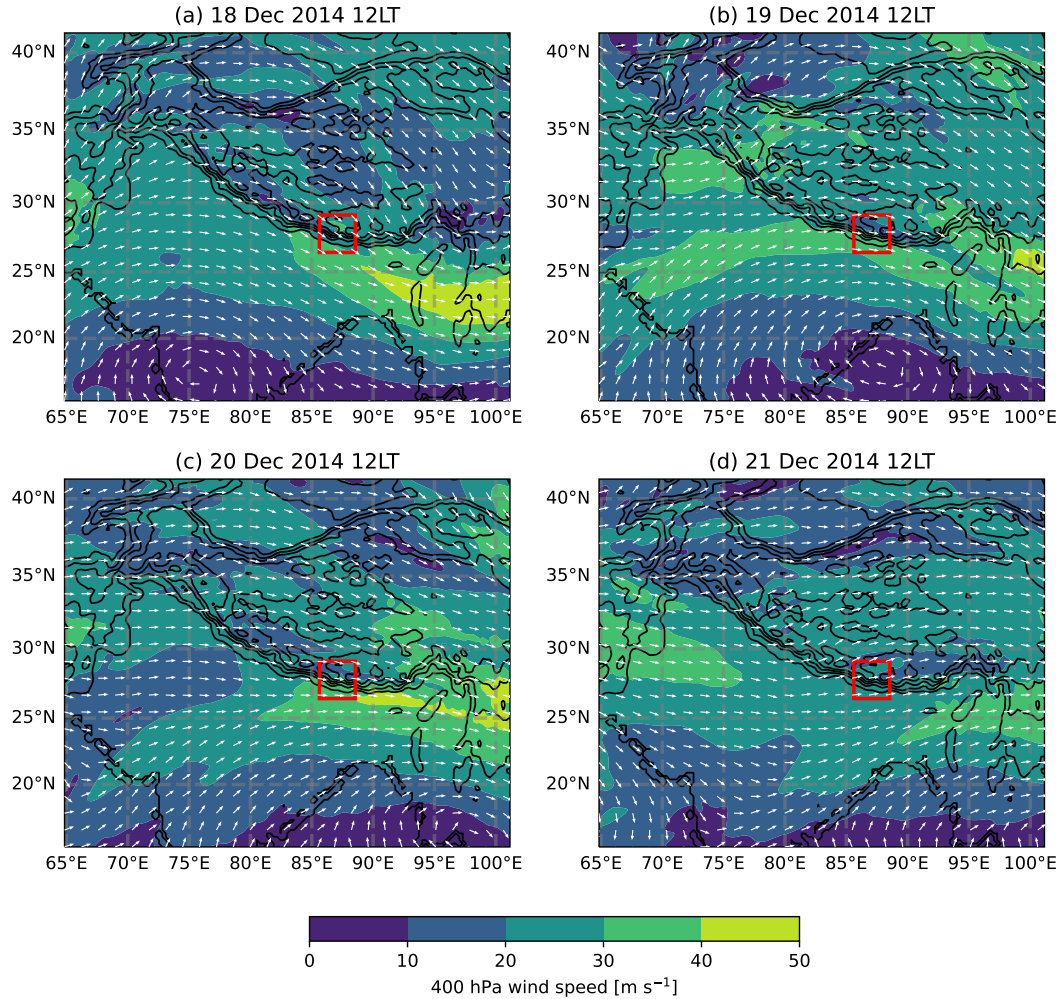 (a) 18 Dec 2014 12LT
(b) 19 Dec 2014 12LT
40°N
35°N
30°N
25°N
20°N
65°E 70°E 75°E 80°E 85°E 90°E 95°E 100°E
40°N
35°N
30°N
25°N
20°N
65°E 70°E 75°E 80°E 85°E 90°E 95°E 100°E
(c) 20 Dec 2014 12LT
(d) 21 Dec 2014 12LT
40°N
35°N
30°N
25°N
20°N
65°E 70°E 75°E 80°E 85°E 90°E 95°E 100°E
40°N
35°N
30°N
25°N
20°N
65°E 70°E 75°E 80°E 85°E 90°E 95°E 100°E
0 10 20 30 40 50
400 hPa wind speed [m s⁻¹]